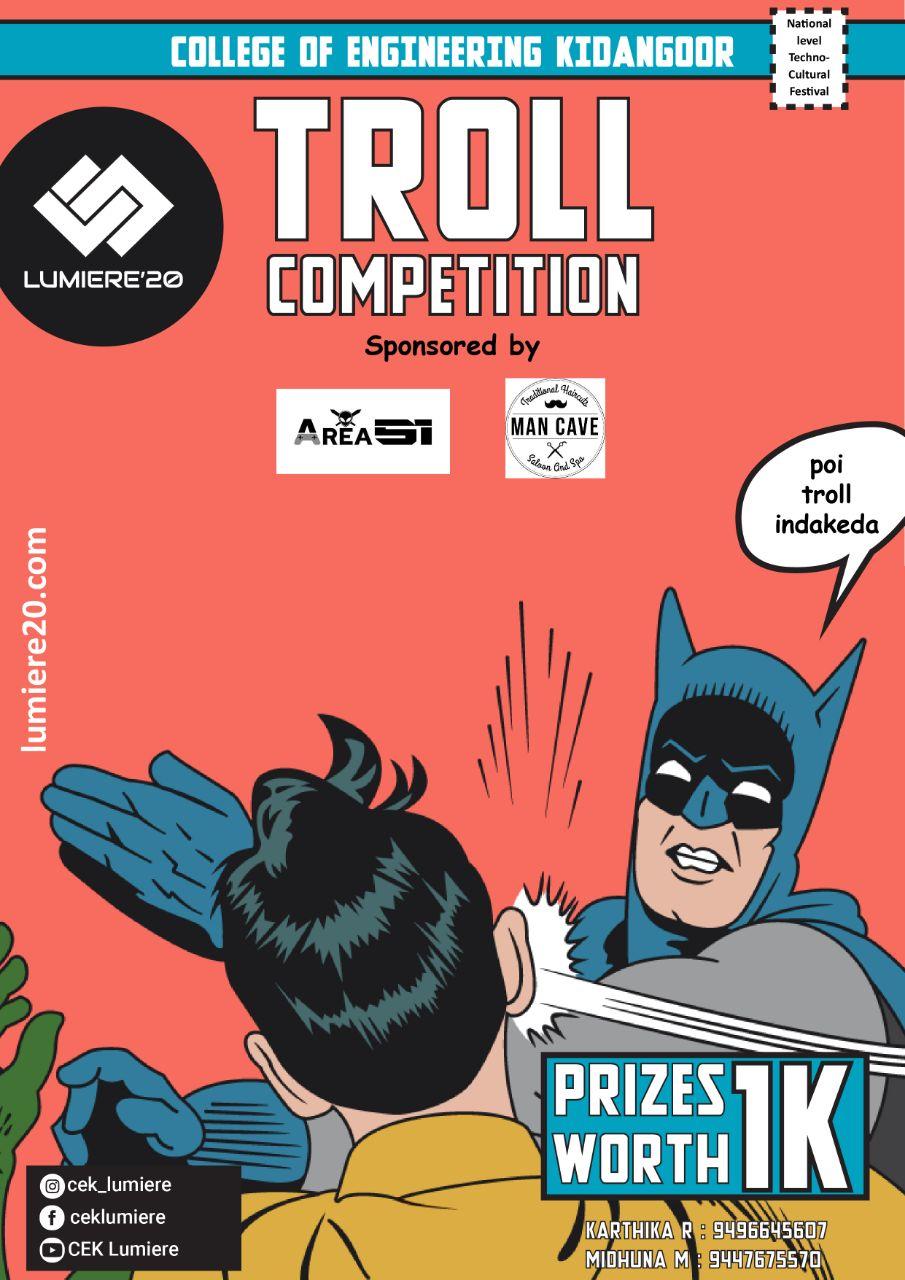 COLLEGE OF ENGINEERING KIDANGOOR
National
level
Techno-
Cultural
Festival
TROLL
COMPETITION
LUMIERE'20
Sponsored by
AREA 51
Traditional Haircuts
MAN CAVE
Saloon And Spa
poi
troll
indakeda
lumiere20.com
PRIZES
WORTH
1K
cek_lumiere
ceklumiere
CEK Lumiere
KARTHIKA R : 9496645607
MIDHUNA M : 9447675570